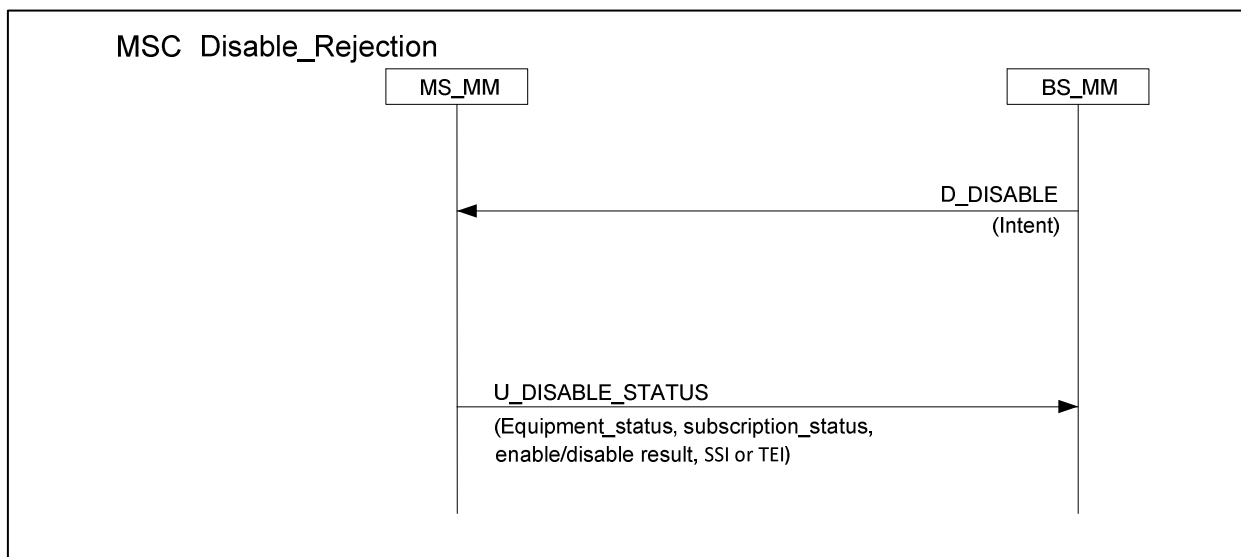 MSC Disable_Rejection
MS_MM
BS_MM
D_DISABLE
(Intent)
U_DISABLE_STATUS
(Equipment_status, subscription_status,
enable/disable result, SSI or TEI)